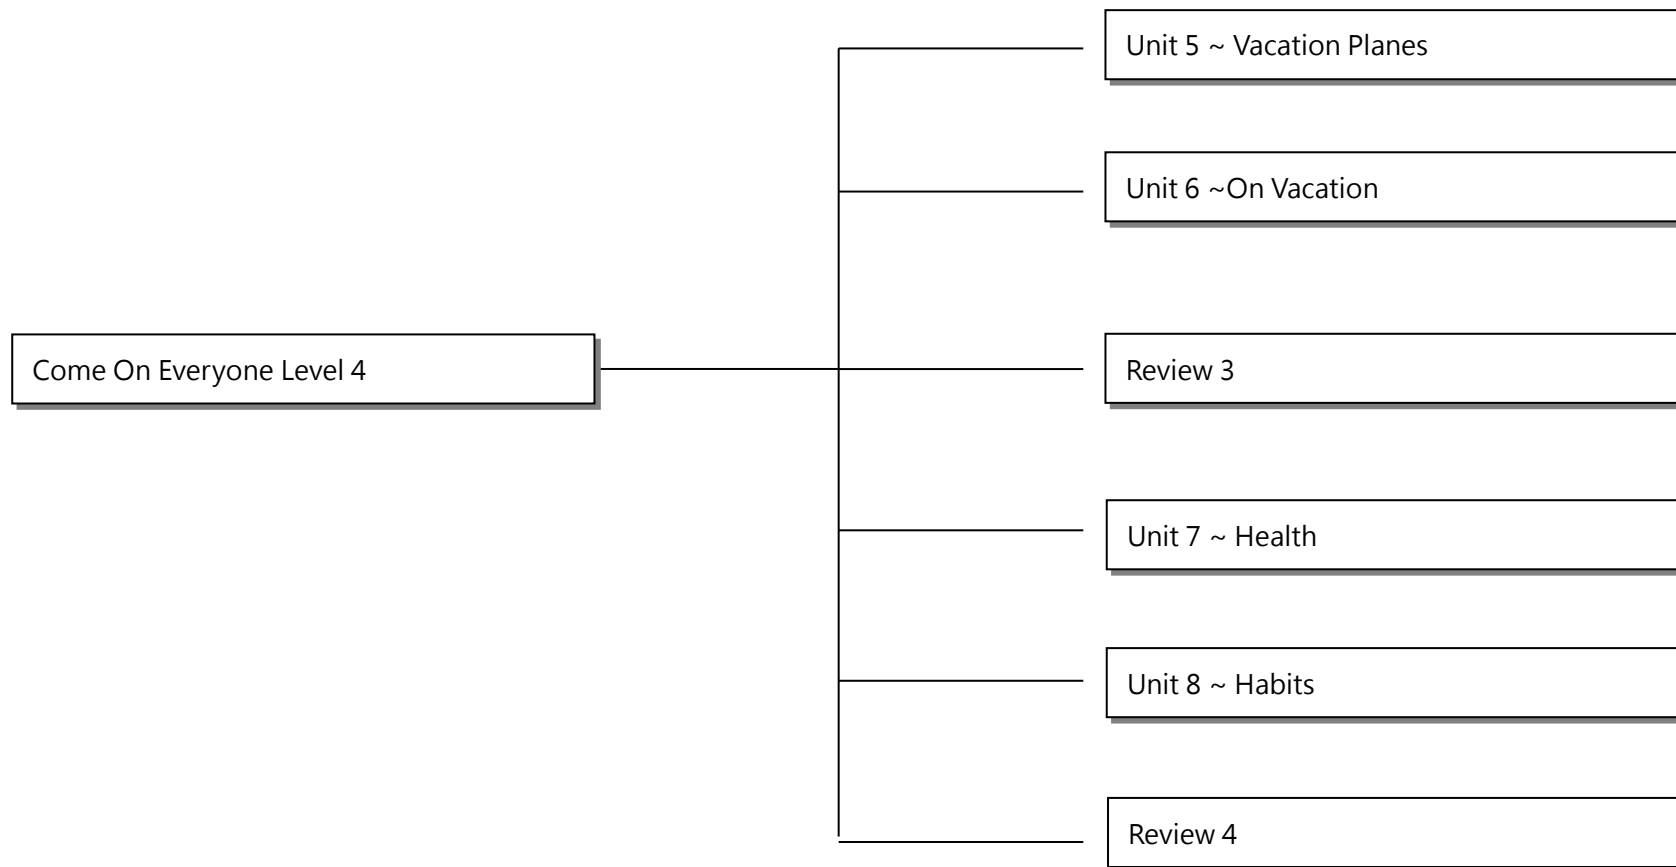 Unit 5 ~ Vacation Planes
Unit 6 ~On Vacation
Come On Everyone Level 4
Review 3
Unit 7 ~ Health
Unit 8 ~ Habits
Review 4